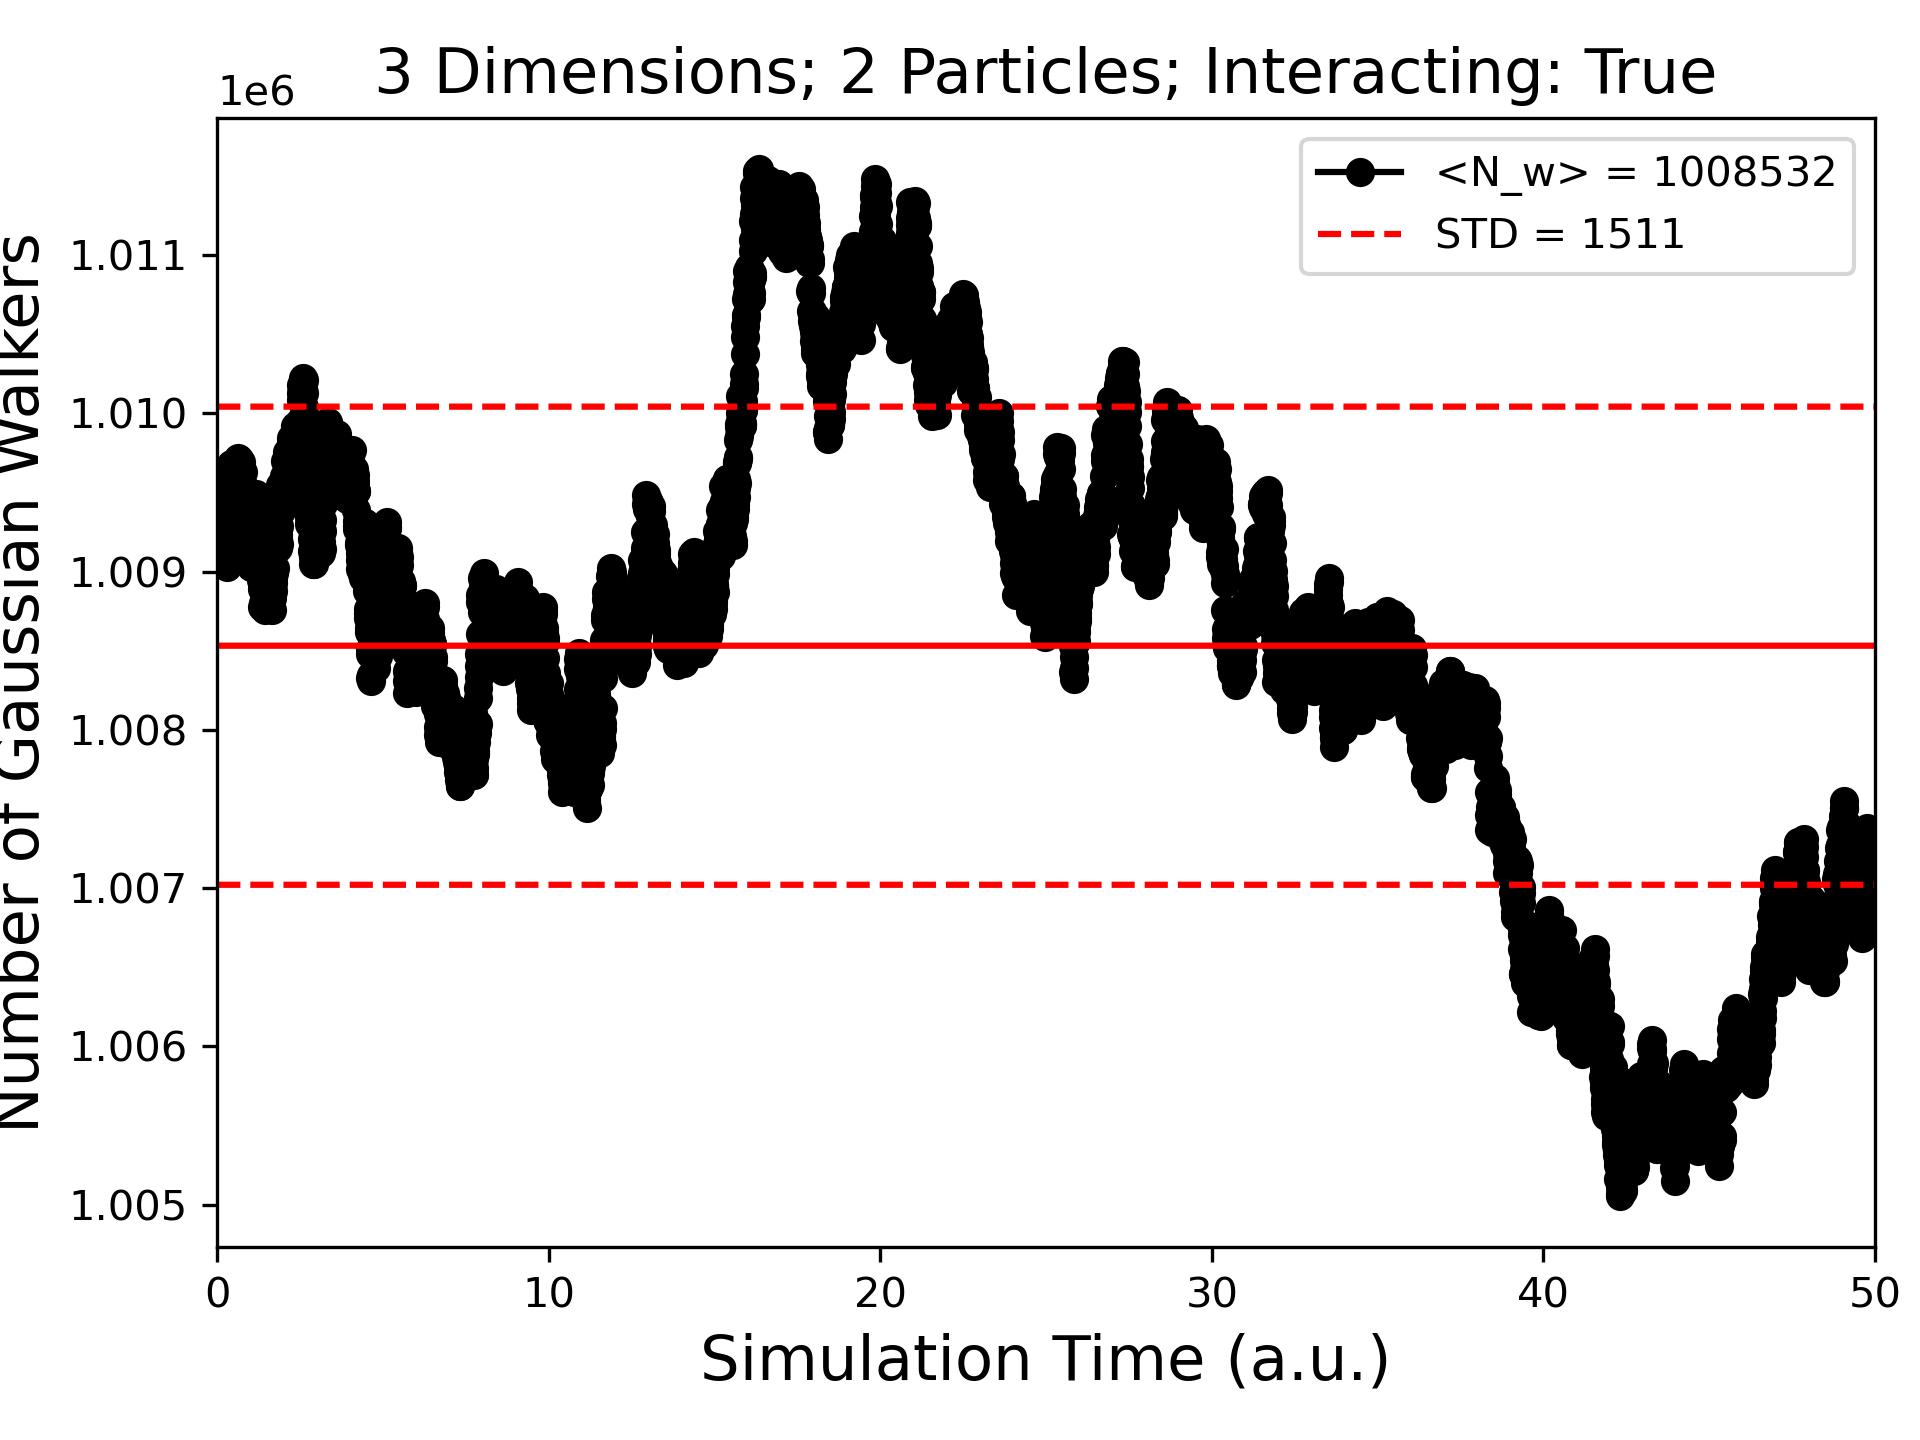 3 Dimensions; 2 Particles; Interacting: True
1e6
<N_w> = 1008532
STD = 1511
Number of Gaussian Walkers
1.011
1.010
1.009
1.008
1.007
1.006
1.005
0 10 20 30 40 50
Simulation Time (a.u.)